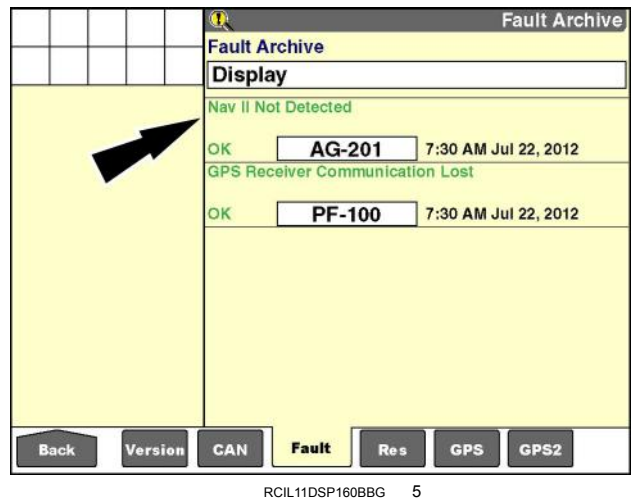 Fault Archive
Fault Archive
Display
Nav II Not Detected
OK AG-201 7:30 AM Jul 22, 2012
GPS Receiver Communication Lost
OK PF-100 7:30 AM Jul 22, 2012
Back Version CAN Fault Res GPS GPS2
RCIL11DSP160BBG 5